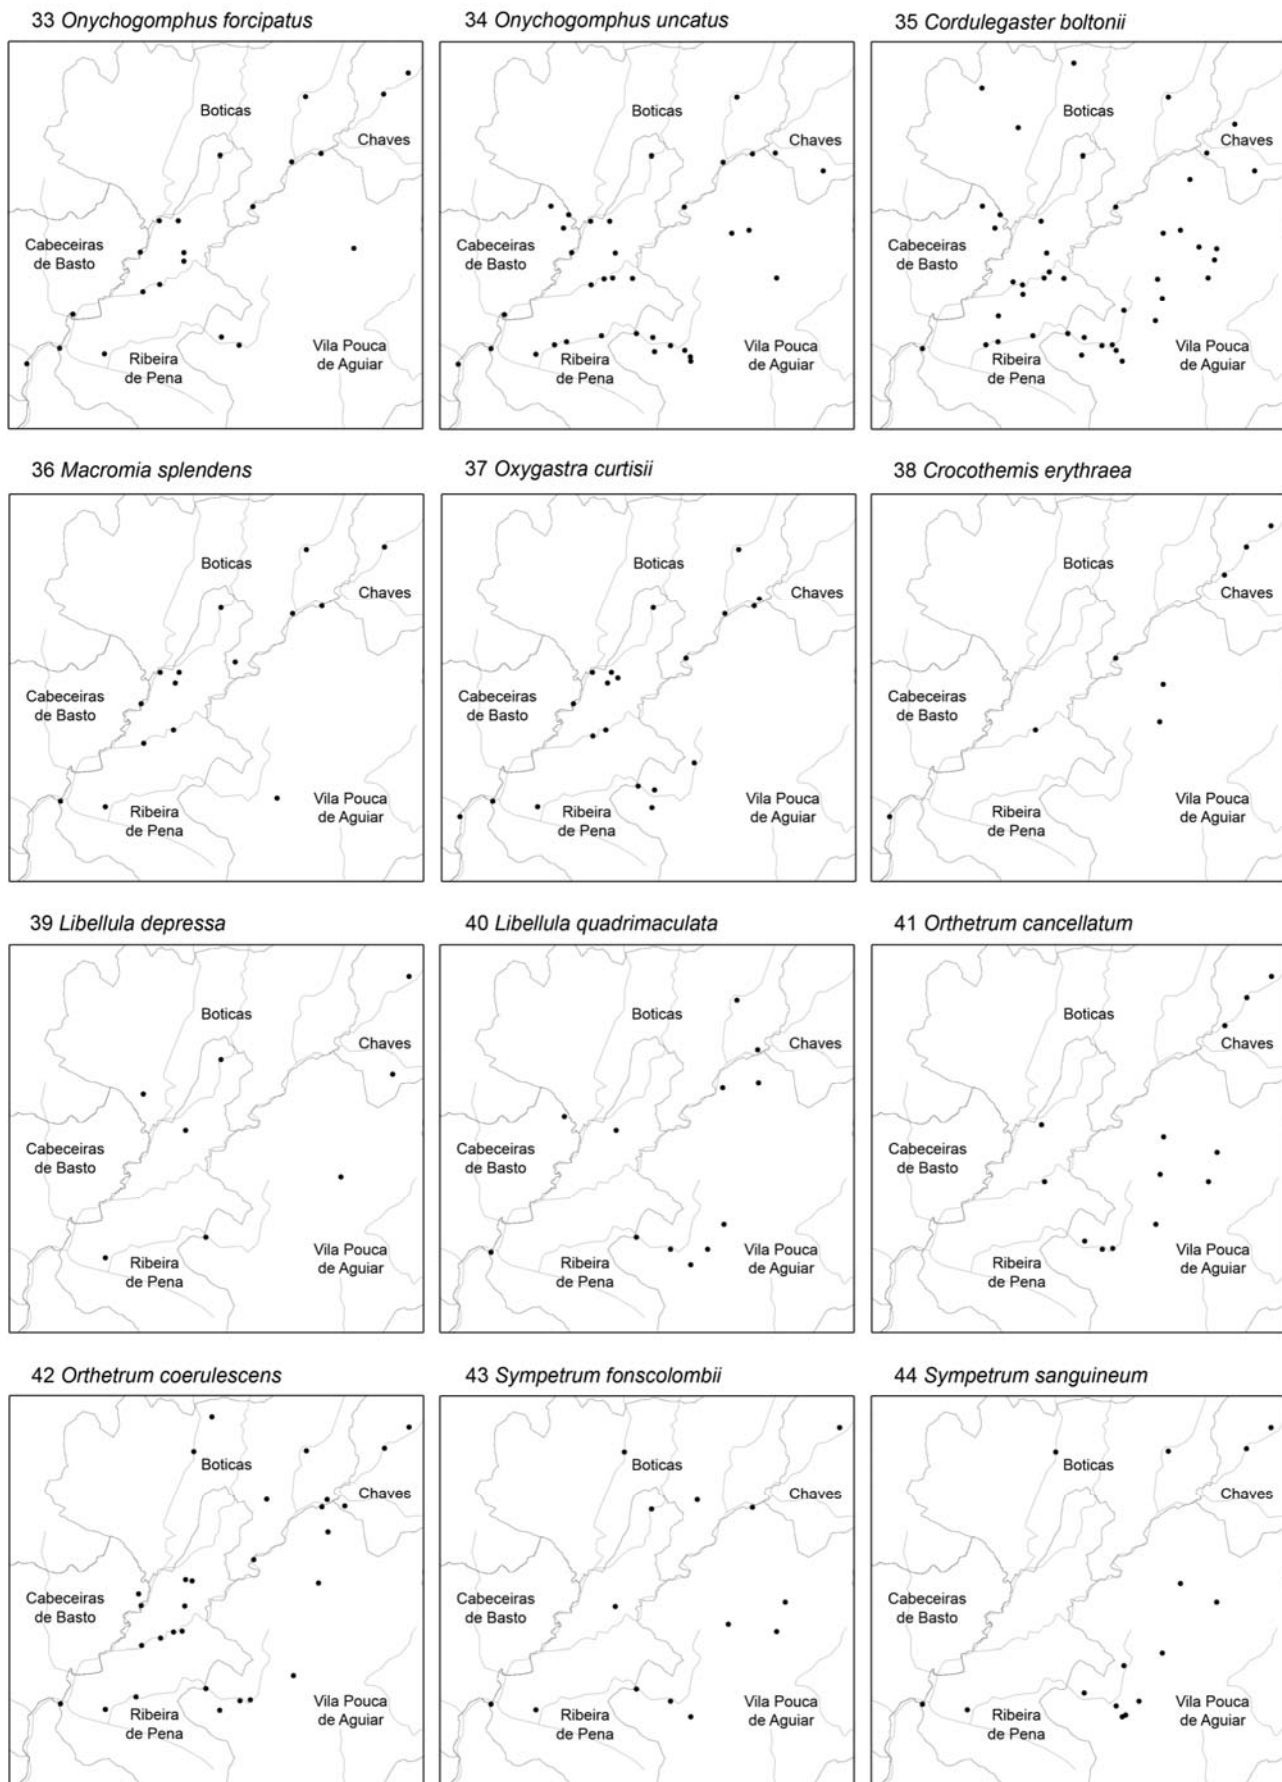 33 Onychogomphus forcipatus
34 Onychogomphus uncatus
35 Cordulegaster boltonii
Boticas
Chaves
Cabeceiras
de Basto
Ribeira
de Pena
Vila Pouca
de Aguiar
Boticas
Chaves
Cabeceiras
de Basto
Ribeira
de Pena
Vila Pouca
de Aguiar
Boticas
Chaves
Cabeceiras
de Basto
Ribeira
de Pena
Vila Pouca
de Aguiar
36 Macromia splendens
37 Oxygastra curtisii
38 Crocothemis erythraea
Boticas
Chaves
Cabeceiras
de Basto
Ribeira
de Pena
Vila Pouca
de Aguiar
Boticas
Chaves
Cabeceiras
de Basto
Ribeira
de Pena
Vila Pouca
de Aguiar
Boticas
Chaves
Cabeceiras
de Basto
Ribeira
de Pena
Vila Pouca
de Aguiar
39 Libellula depressa
40 Libellula quadrimaculata
41 Orthetrum cancellatum
Boticas
Chaves
Cabeceiras
de Basto
Ribeira
de Pena
Vila Pouca
de Aguiar
Boticas
Chaves
Cabeceiras
de Basto
Ribeira
de Pena
Vila Pouca
de Aguiar
Boticas
Chaves
Cabeceiras
de Basto
Ribeira
de Pena
Vila Pouca
de Aguiar
42 Orthetrum coerulescens
43 Sympetrum fonscolombii
44 Sympetrum sanguineum
Boticas
Chaves
Cabeceiras
de Basto
Ribeira
de Pena
Vila Pouca
de Aguiar
Boticas
Chaves
Cabeceiras
de Basto
Ribeira
de Pena
Vila Pouca
de Aguiar
Boticas
Chaves
Cabeceiras
de Basto
Ribeira
de Pena
Vila Pouca
de Aguiar